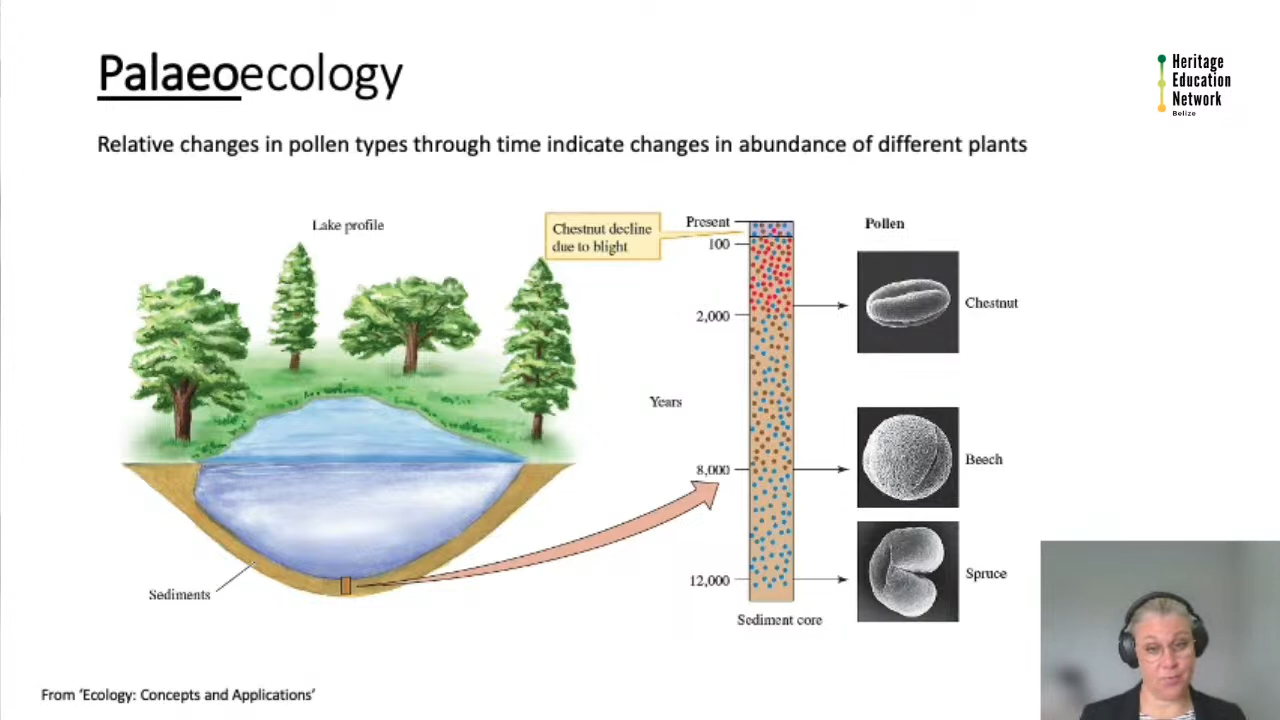 Palaeoecology
Heritage
Education
Network
Belize
Relative changes in pollen types through time indicate changes in abundance of different plants
Lake profile
Chestnut decline
due to blight
Present
100
2,000
Years
8,000
12,000
Sediment core
Pollen
Chestnut
Beech
Spruce
Sediments
From ‘Ecology: Concepts and Applications’